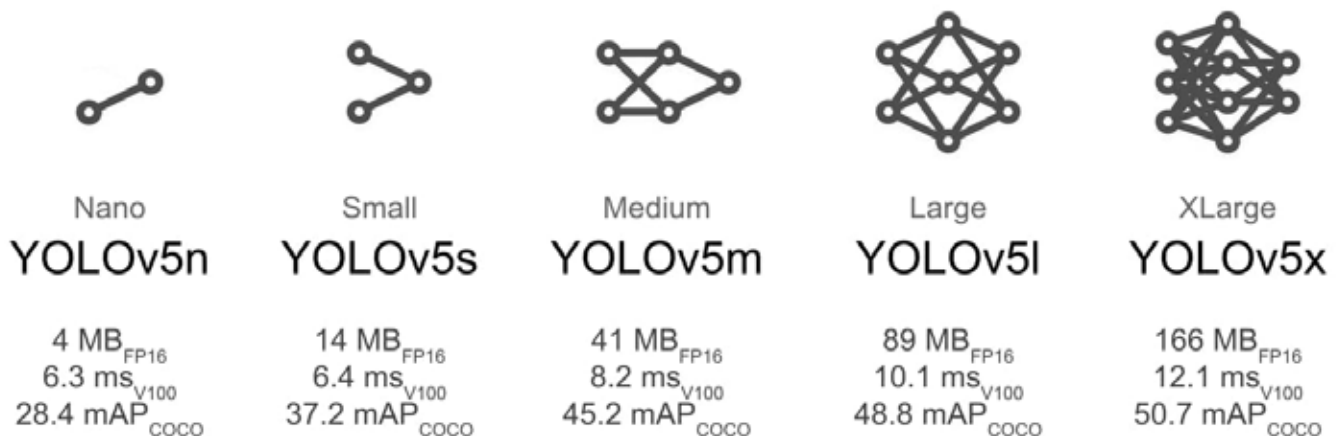 Nano
YOLOv5n
4 MB FP16
6.3 ms V100
28.4 mAP COCO
Small
YOLOv5s
14 MB FP16
6.4 ms V100
37.2 mAP COCO
Medium
YOLOv5m
41 MB FP16
8.2 ms V100
45.2 mAP COCO
Large
YOLOv5l
89 MB FP16
10.1 ms V100
48.8 mAP COCO
XLarge
YOLOv5x
166 MB FP16
12.1 ms V100
50.7 mAP COCO